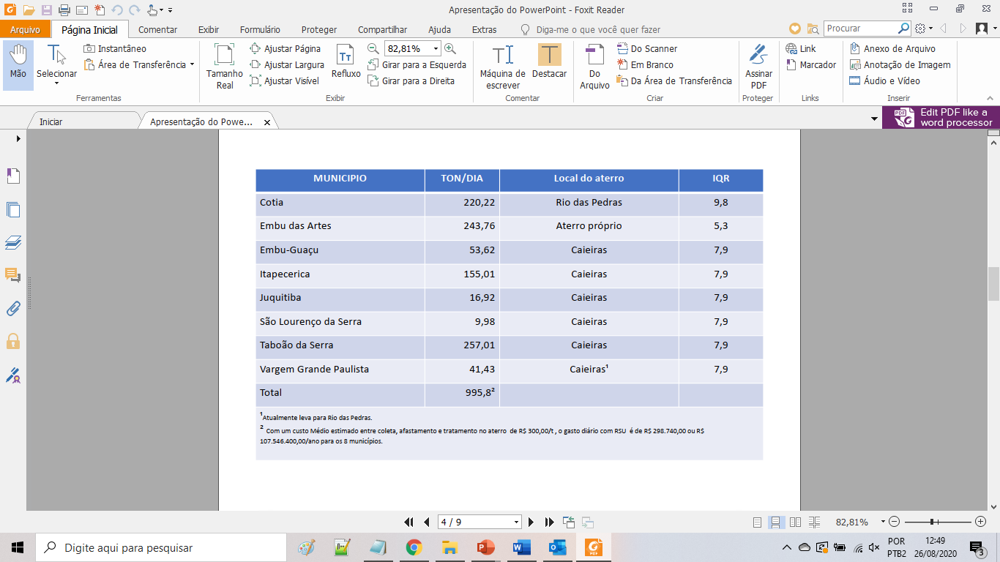 Apresentação do PowerPoint - Foxit Reader
Arquivo Página Inicial Comentar Exibir Formulário Proteger Compartilhar Ajuda Extras Diga-me o que você quer fazer Procurar
Mão
Selecionar
Instantâneo
Área de Transferência
Ferramentas
Tamanho
Real
Ajustar Página
Ajustar Largura
Ajustar Visível
Refluxo
82,81%
Girar para a Esquerda
Girar para a Direita
Exibir
Máquina de
escrever
Destacar
Comentar
Do
Arquivo
Do Scanner
Em Branco
Da Área de Transferência
Criar
Assinar
PDF
Proteger
Link
Marcador
Links
Anexo de Arquivo
Anotação de Imagem
Áudio e Vídeo
Inserir
Iniciar
Apresentação do Powe...
Edit PDF like a
word processor
MUNICIPIO TON/DIA Local do aterro IQR
Cotia 220,22 Rio das Pedras 9,8
Embu das Artes 243,76 Aterro próprio 5,3
Embu-Guaçu 53,62 Caieiras 7,9
Itapecerica 155,01 Caieiras 7,9
Juquitiba 16,92 Caieiras 7,9
São Lourenço da Serra 9,98 Caieiras 7,9
Taboão da Serra 257,01 Caieiras 7,9
Vargem Grande Paulista 41,43 Caieiras¹ 7,9
Total 995,8²
¹Atualmente leva para Rio das Pedras.
² Com um custo Médio estimado entre coleta, afastamento e tratamento no aterro de R$ 300,00/t , o gasto diário com RSU é de R$ 298.740,00 ou R$
107.546.400,00/ano para os 8 municípios.
4 / 9
82,81%
Digite aqui para pesquisar
POR
PTB2
12:49
26/08/2020
3